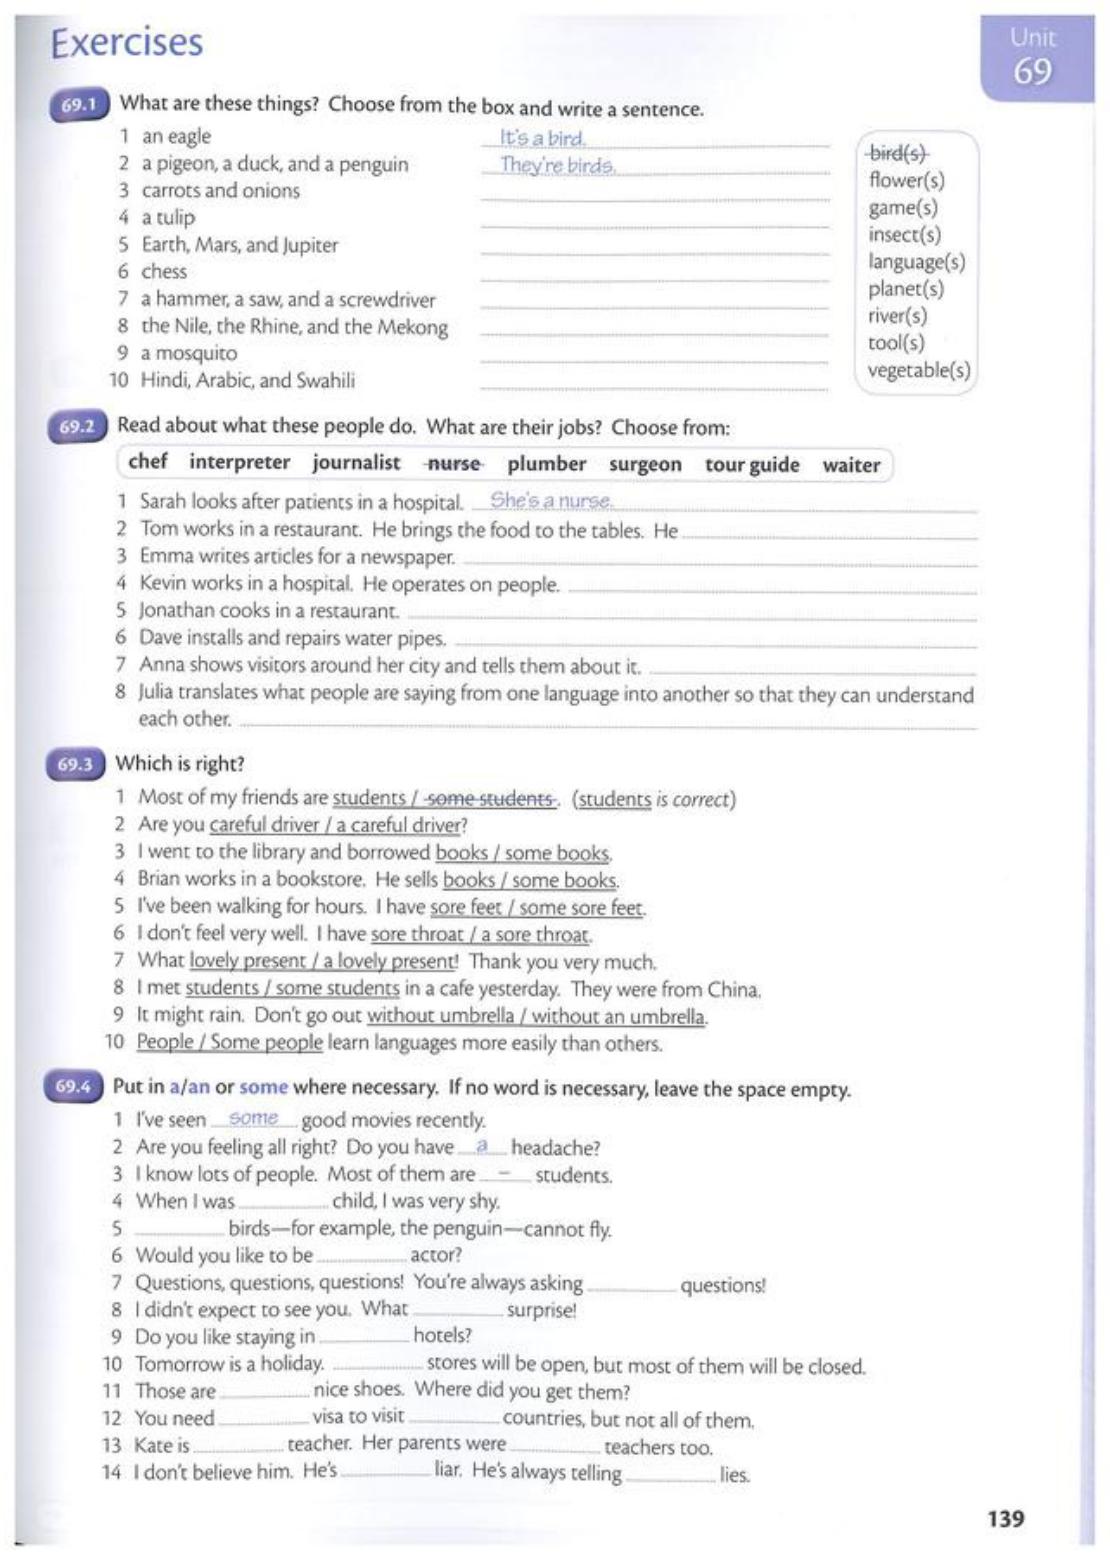 Exercises
Unit
69
69.1 What are these things? Choose from the box and write a sentence.
1 an eagle It's a bird.
2 a pigeon, a duck, and a penguin They're birds.
3 carrots and onions
4 a tulip
5 Earth, Mars, and Jupiter
6 chess
7 a hammer, a saw, and a screwdriver
8 the Nile, the Rhine, and the Mekong
9 a mosquito
10 Hindi, Arabic, and Swahili
bird(s)
flower(s)
game(s)
insect(s)
language(s)
planet(s)
river(s)
tool(s)
vegetable(s)
69.2 Read about what these people do. What are their jobs? Choose from:
chef interpreter journalist nurse plumber surgeon tour guide waiter
1 Sarah looks after patients in a hospital. She's a nurse.
2 Tom works in a restaurant. He brings the food to the tables. He
3 Emma writes articles for a newspaper.
4 Kevin works in a hospital. He operates on people.
5 Jonathan cooks in a restaurant.
6 Dave installs and repairs water pipes.
7 Anna shows visitors around her city and tells them about it.
8 Julia translates what people are saying from one language into another so that they can understand
each other.
69.3 Which is right?
1 Most of my friends are students / some students. (students is correct)
2 Are you careful driver / a careful driver?
3 I went to the library and borrowed books / some books.
4 Brian works in a bookstore. He sells books / some books.
5 I've been walking for hours. I have sore feet / some sore feet.
6 I don't feel very well. I have sore throat / a sore throat.
7 What lovely present / a lovely present! Thank you very much.
8 I met students / some students in a cafe yesterday. They were from China.
9 It might rain. Don't go out without umbrella / without an umbrella.
10 People / Some people learn languages more easily than others.
69.4 Put in a/an or some where necessary. If no word is necessary, leave the space empty.
1 I've seen some good movies recently.
2 Are you feeling all right? Do you have a headache?
3 I know lots of people. Most of them are – students.
4 When I was child, I was very shy.
5 birds—for example, the penguin—cannot fly.
6 Would you like to be actor?
7 Questions, questions, questions! You're always asking questions!
8 I didn't expect to see you. What surprise!
9 Do you like staying in hotels?
10 Tomorrow is a holiday. stores will be open, but most of them will be closed.
11 Those are nice shoes. Where did you get them?
12 You need visa to visit countries, but not all of them.
13 Kate is teacher. Her parents were teachers too.
14 I don't believe him. He's liar. He's always telling lies.
139